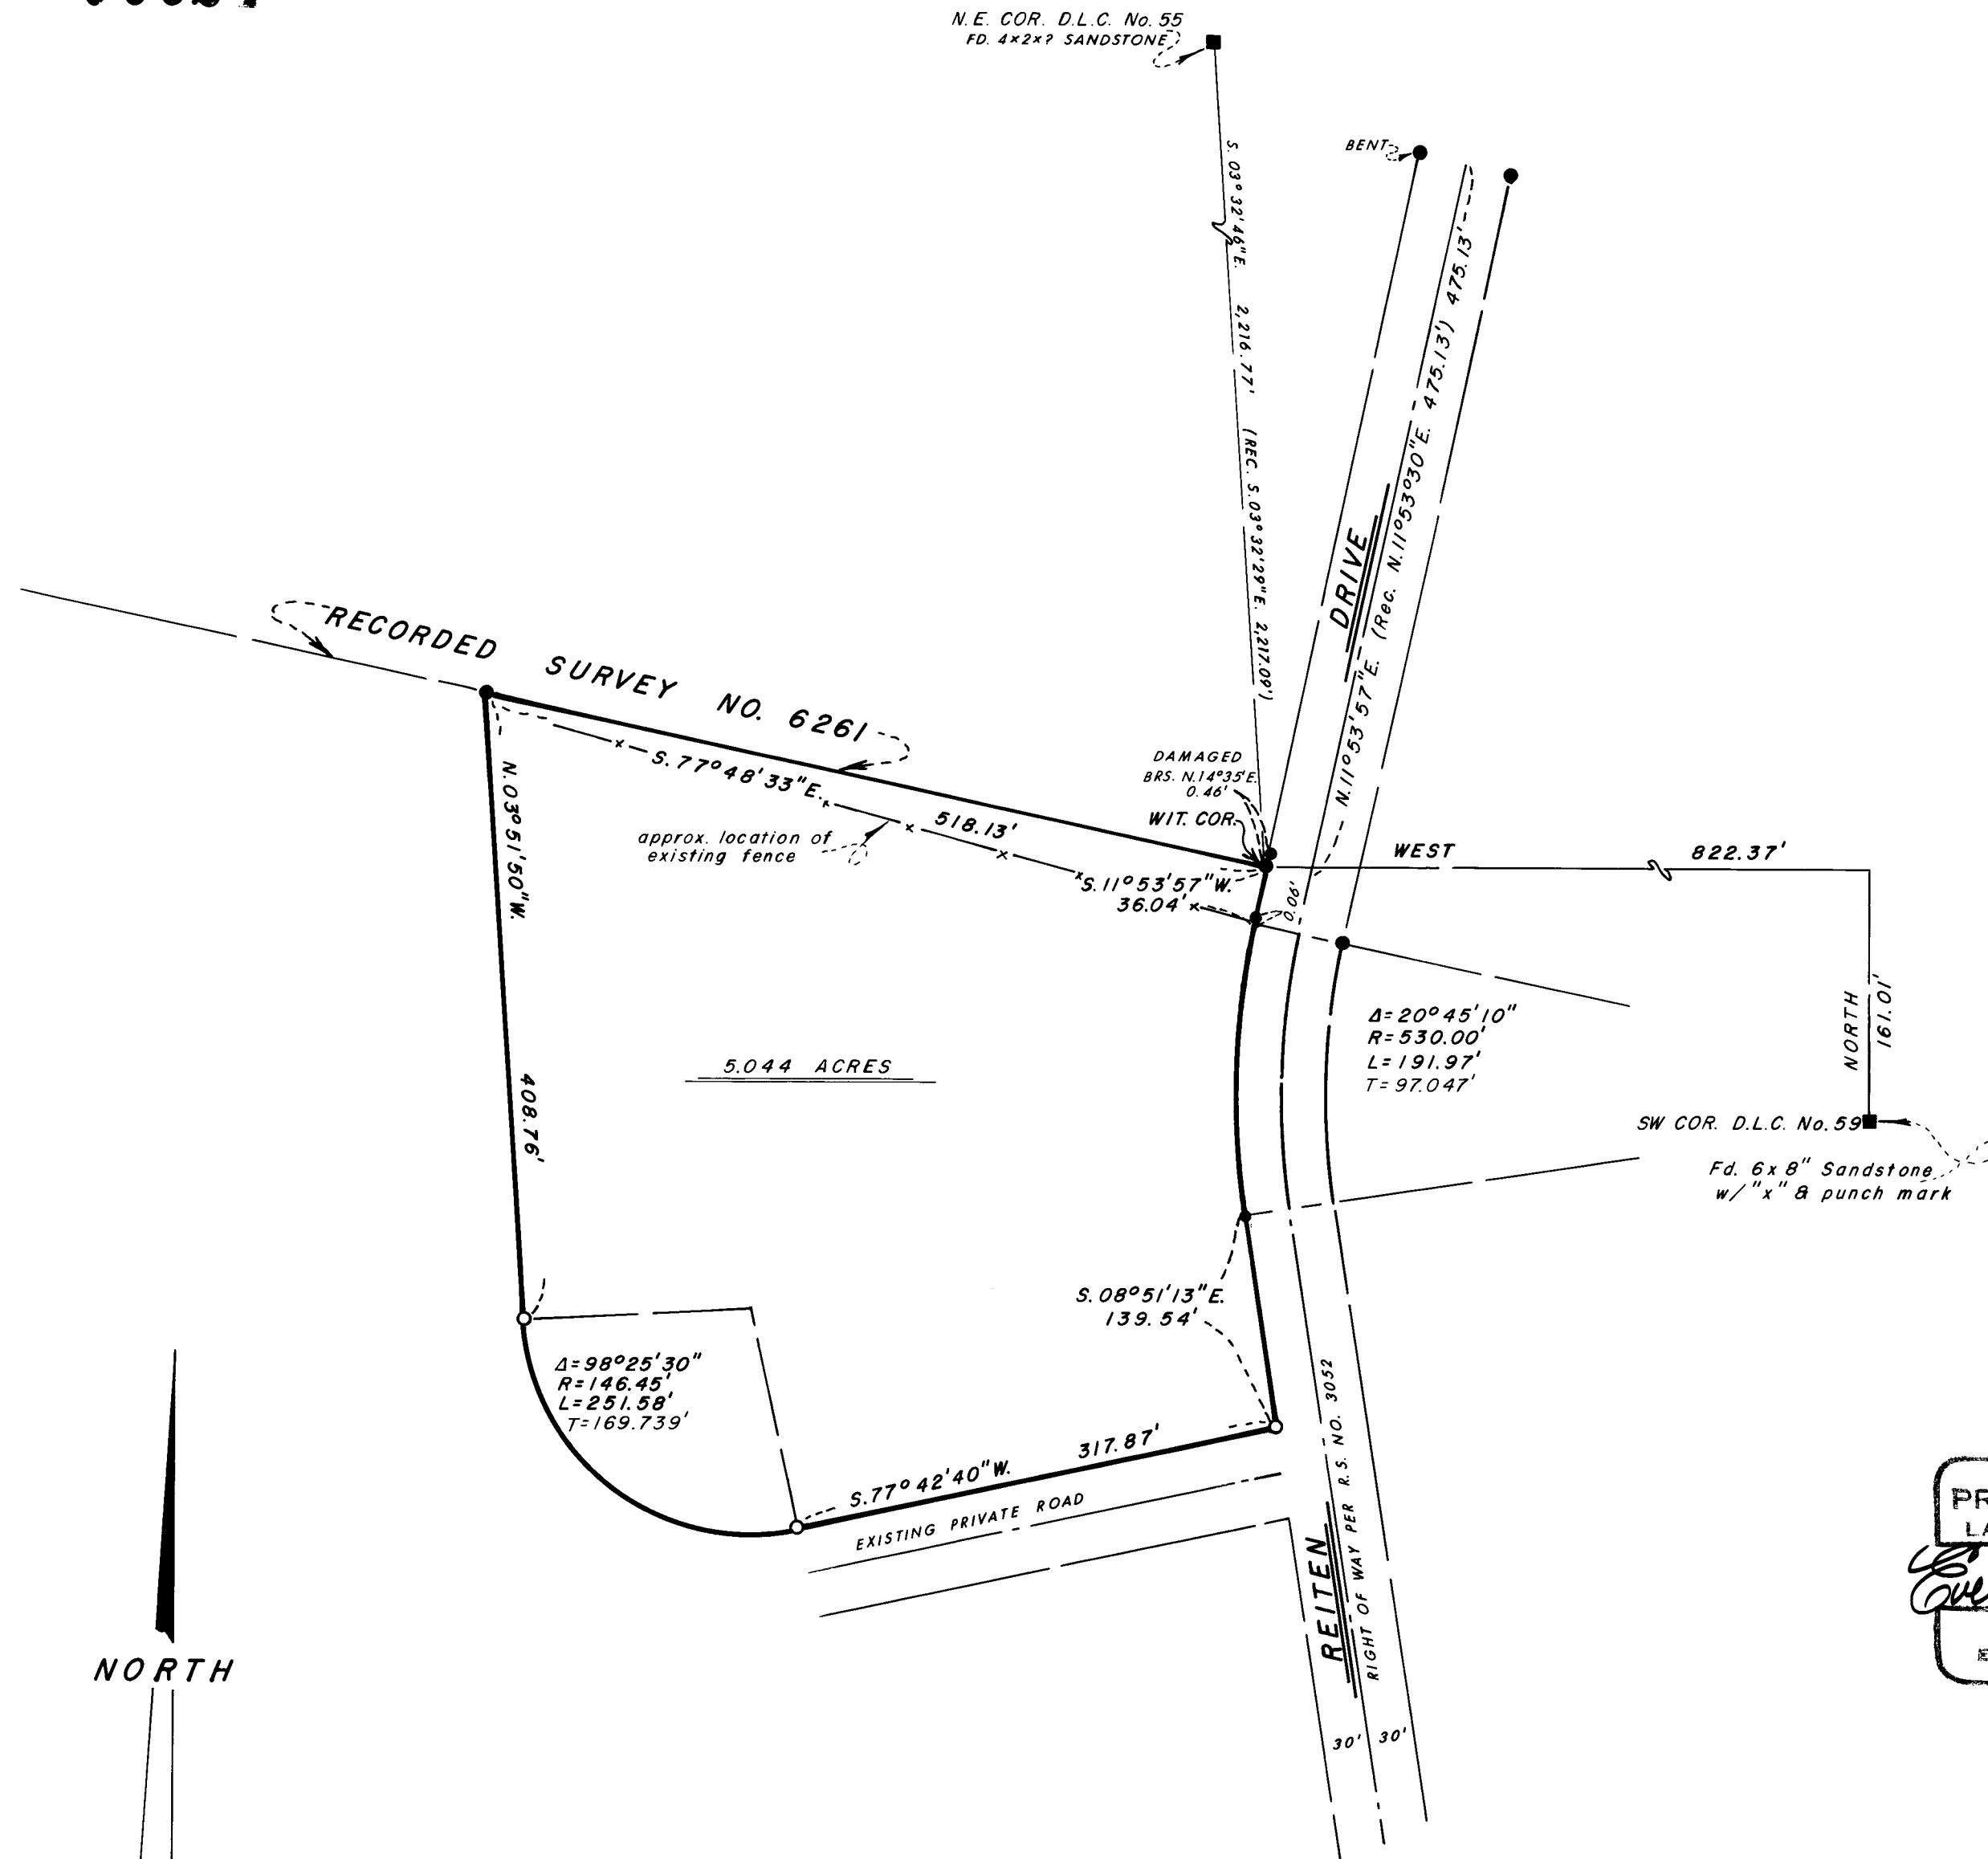 N.E. COR. D.L.C. No. 55
FD. 4x2x? SANDSTONE
BENT
S. 03°32'46"E. 2,216.77' (REC. S.03°32'29"E. 2,217.09')
N.11°53'57"E. (Rec. N.11°53°30"E. 475.13') 475.13'
DRIVE
RECORDED SURVEY NO. 6261
S.77°48'33"E.
518.13'
approx. location of
existing fence
DAMAGED
BRS. N.14°35'E.
0.46'
WIT. COR.
WEST 822.37'
S.11°53'57"W.
36.04'
0.06'
N.03°51'50"W.
408.76'
5.044 ACRES
Δ=20°45'10"
R=530.00'
L=191.97'
T=97.047'
NORTH
161.01'
SW COR. D.L.C. No.59
Fd. 6x8" Sandstone
w/"x" & punch mark
S.08°51'13"E.
139.54'
Δ=98°25'30"
R=146.45'
L=251.58'
T=169.739'
S.77°42'40"W. 317.87'
EXISTING PRIVATE ROAD
REITEN
RIGHT OF WAY PER R.S. NO. 3052
30' 30'
NORTH